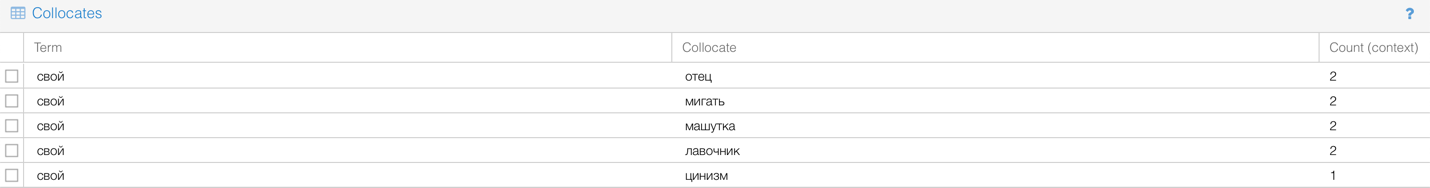 Collocates ?
Term Collocate Count (context)
свой отец 2
свой мигать 2
свой машутка 2
свой лавочник 2
свой цинизм 1